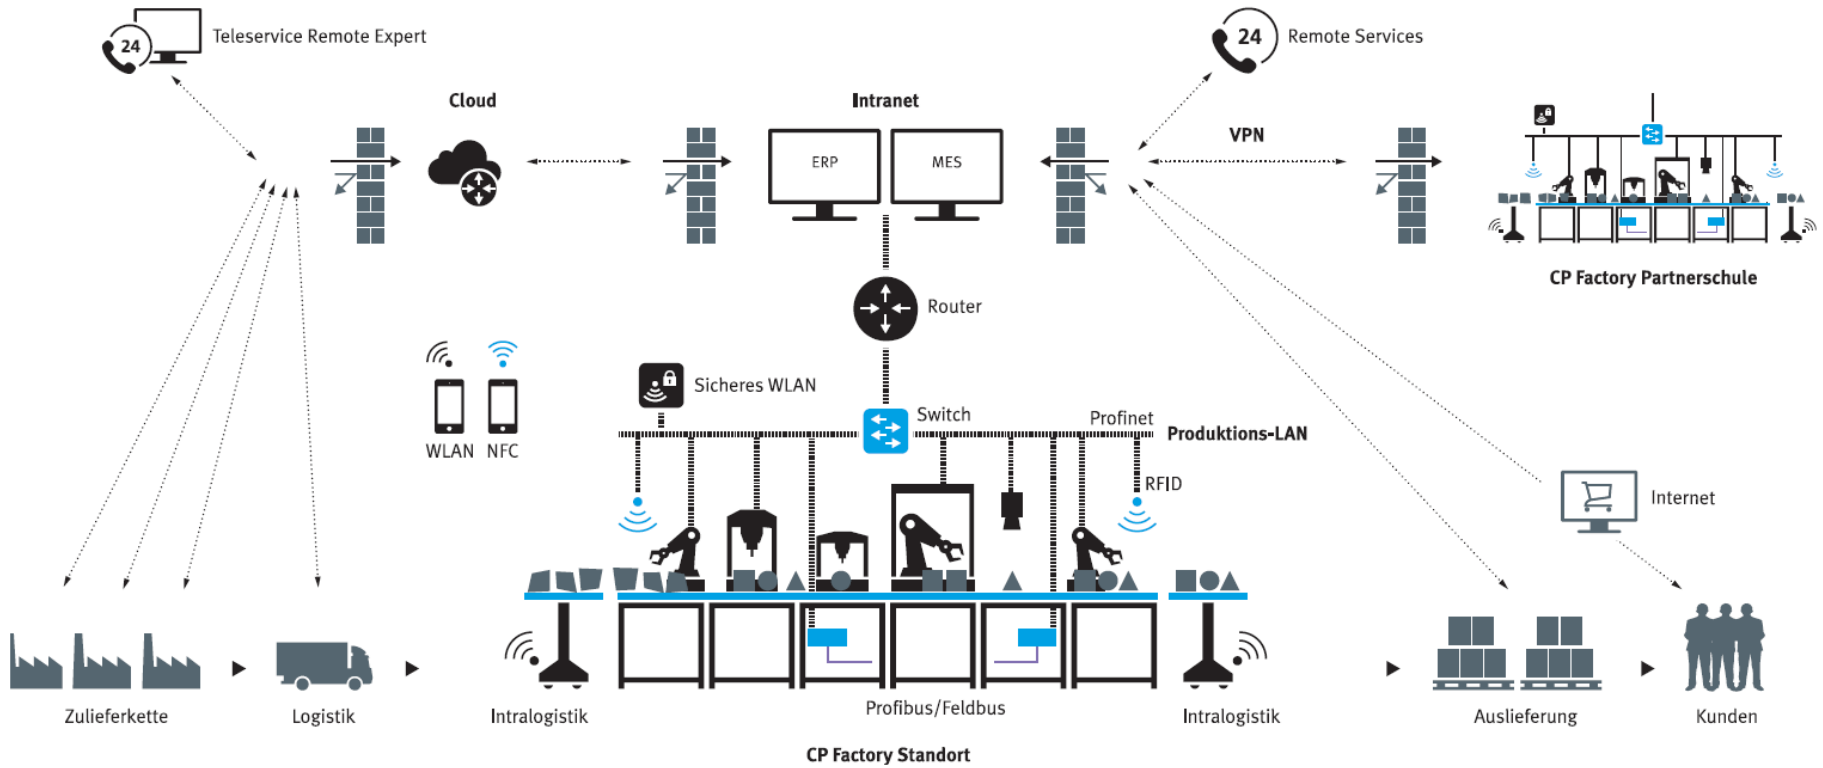 24
Teleservice Remote Expert
24
Remote Services
Cloud
Intranet
VPN
ERP
MES
CP Factory Partnerschule
Router
Sicheres WLAN
Switch
Profinet
Produktions-LAN
WLAN
NFC
RFID
Internet
Profibus/Feldbus
Zulieferkette
Logistik
Intralogistik
Intralogistik
Auslieferung
Kunden
CP Factory Standort